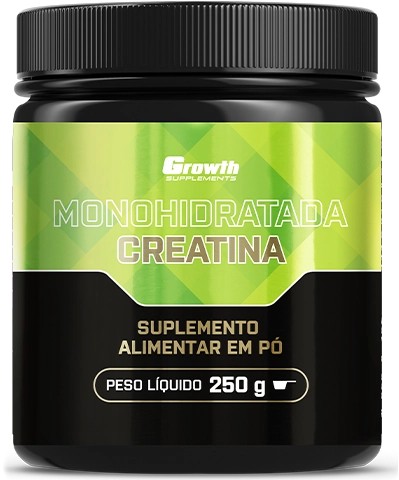 Growth
SUPPLEMENTS
MONOHIDRATADA
CREATINA
SUPLEMENTO
ALIMENTAR EM PÓ
PESO LÍQUIDO 250 g